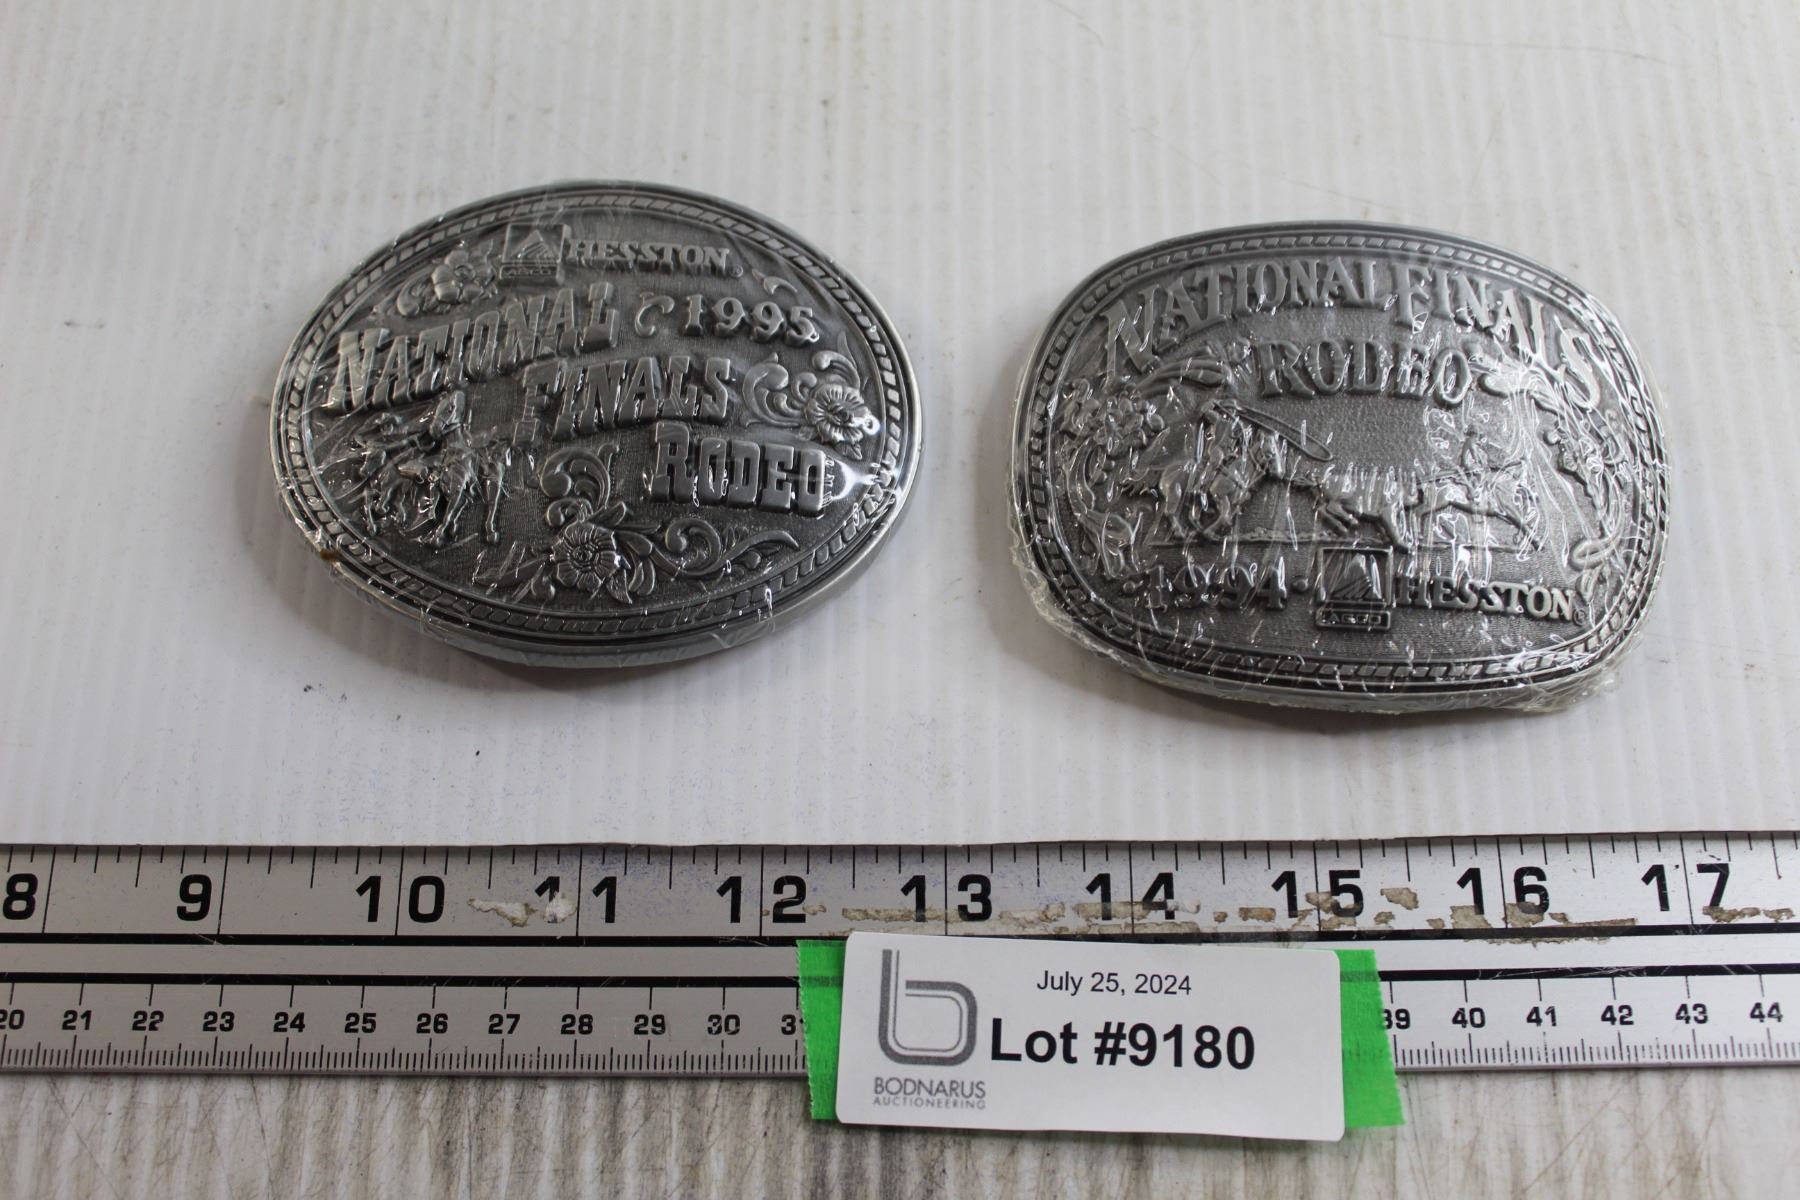 AGCO HESSTON®
NATIONAL 1995
FINALS
RODEO
NATIONAL FINALS
RODEO
·1994· AGCO HESSTON®
8 9 10 11 12 13 14 15 16 17
20 21 22 23 24 25 26 27 28 29 30 39 40 41 42 43 44
July 25, 2024
Lot #9180
BODNARUS
AUCTIONEERING